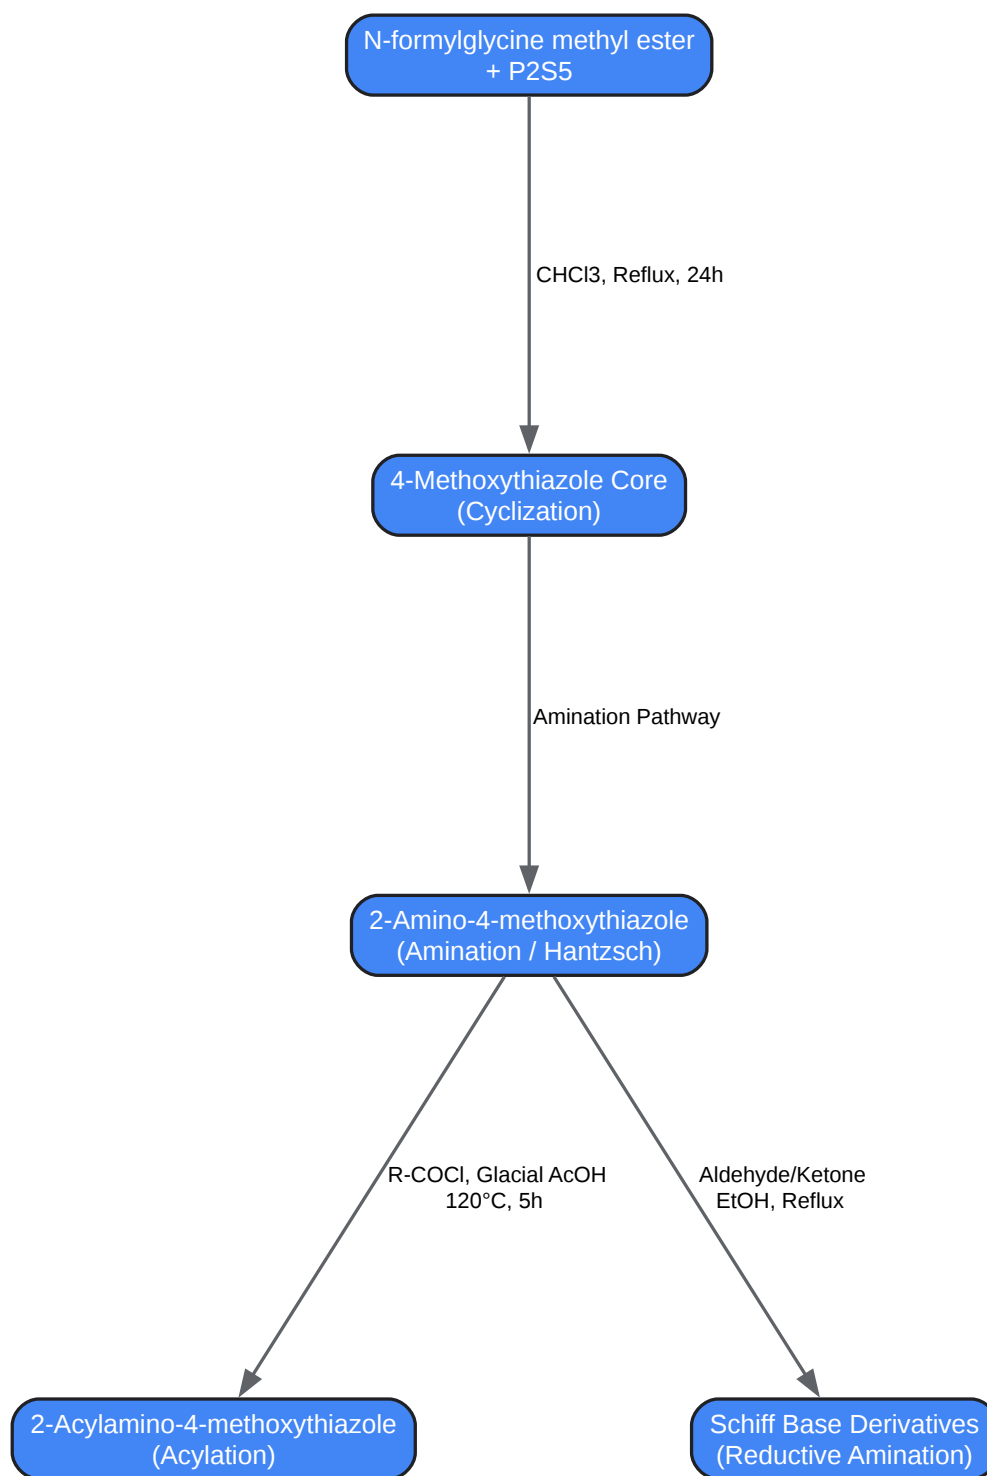 N-formylglycine methyl ester
+ P2S5
CHCl3, Reflux, 24h
4-Methoxythiazole Core
(Cyclization)
Amination Pathway
2-Amino-4-methoxythiazole
(Amination / Hantzsch)
R-COCl, Glacial AcOH
120°C, 5h
Aldehyde/Ketone
EtOH, Reflux
2-Acylamino-4-methoxythiazole
(Acylation)
Schiff Base Derivatives
(Reductive Amination)